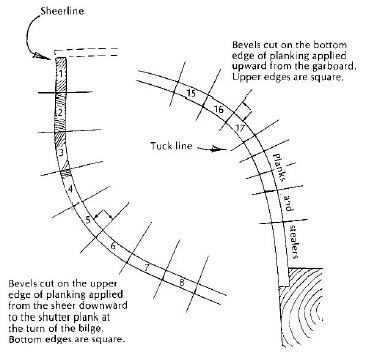 Sheerline
Bevels cut on the bottom
edge of planking applied
upward from the garboard.
Upper edges are square.
1
2
3
4
5
6
7
8
15
16
17
Tuck line
Planks and stealers
Bevels cut on the upper
edge of planking applied
from the sheer downward
to the shutter plank at
the turn of the bilge.
Bottom edges are square.